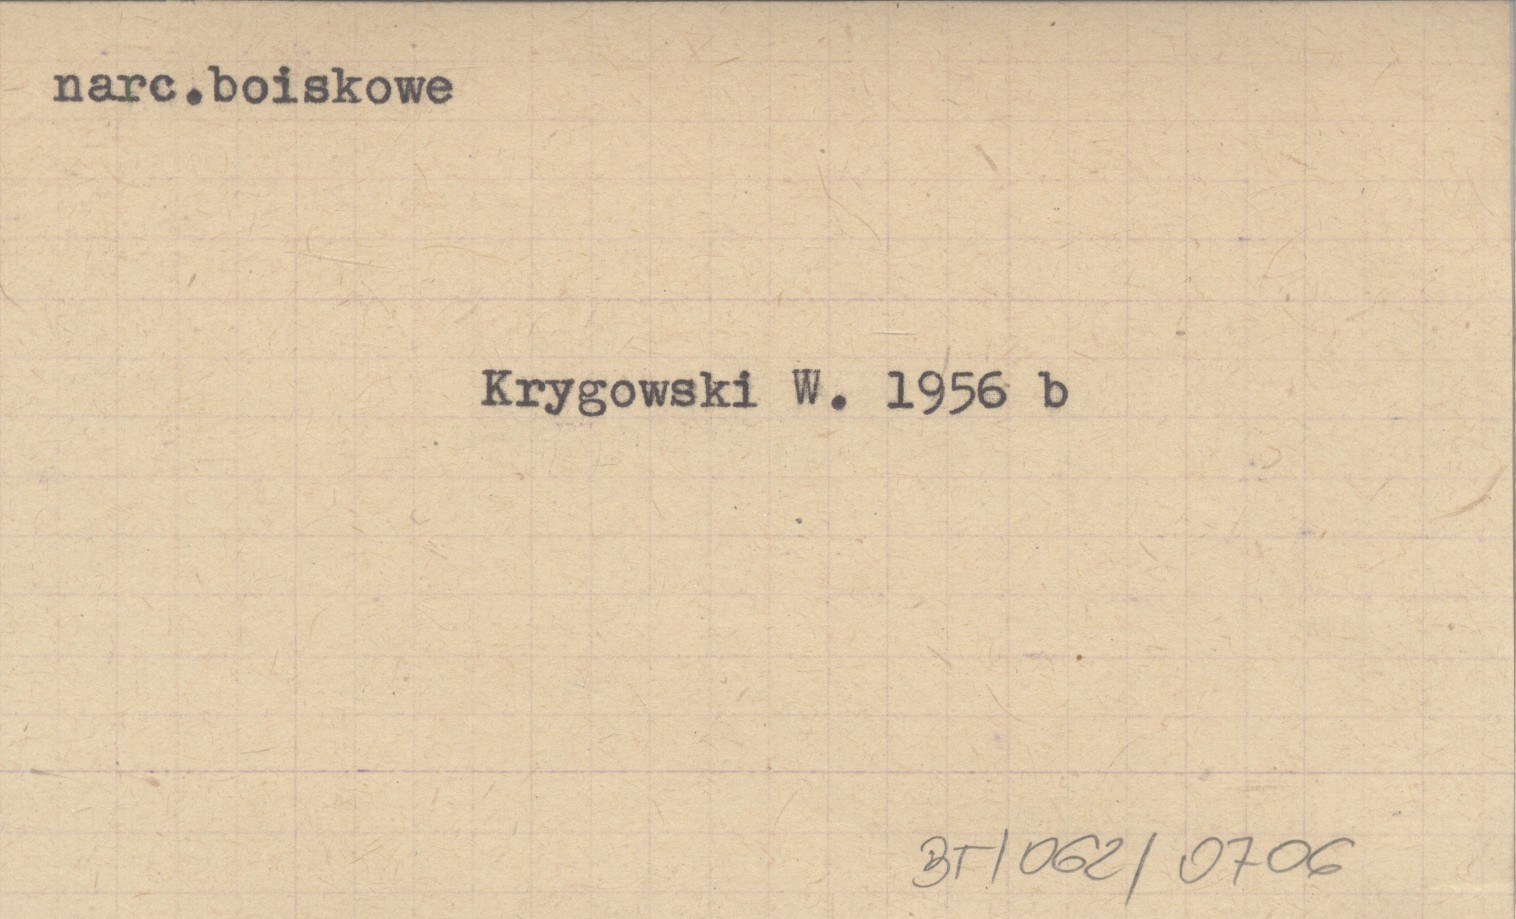 narc.boiskowe
Krygowski W. 1956 b
BT/062/0706